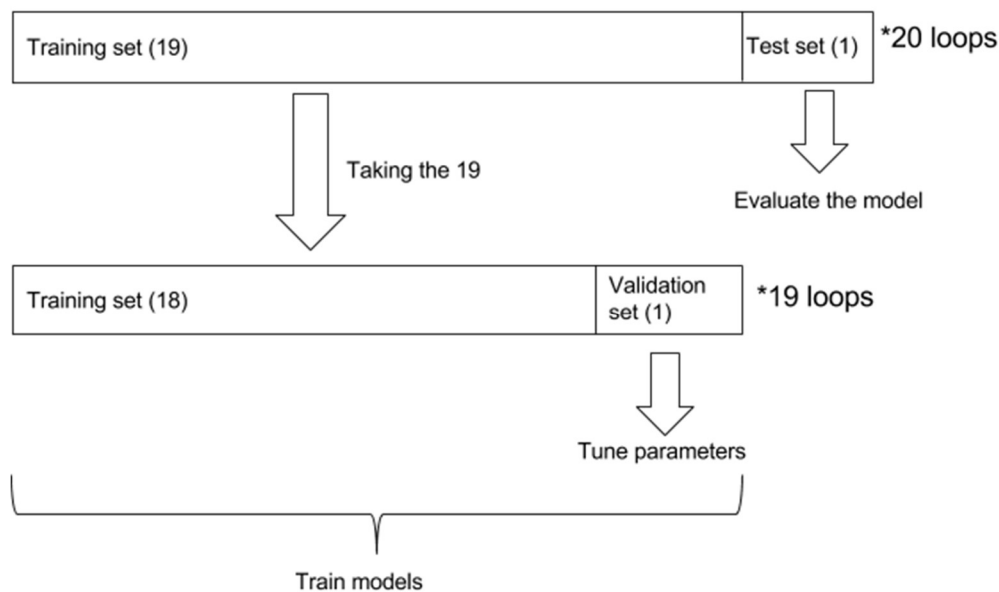 Training set (19)
Test set (1)
*20 loops
Taking the 19
Evaluate the model
Training set (18)
Validation
set (1)
*19 loops
Tune parameters
Train models